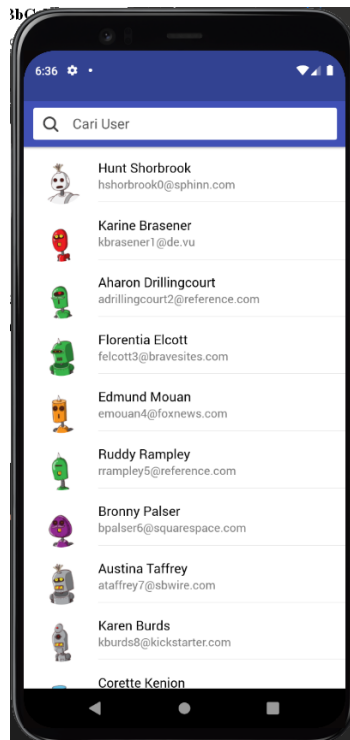 6:36
Cari User
Hunt Shorbrook
hshorbrook0@sphinn.com
Karine Brasener
kbrasener1@de.vu
Aharon Drillingcourt
adrillingcourt2@reference.com
Florentia Elcott
felcott3@bravesites.com
Edmund Mouan
emouan4@foxnews.com
Ruddy Rampley
rrampley5@reference.com
Bronny Palser
bpalser6@squarespace.com
Austina Taffrey
ataffrey7@sbwire.com
Karen Burds
kburds8@kickstarter.com
Corette Kenion